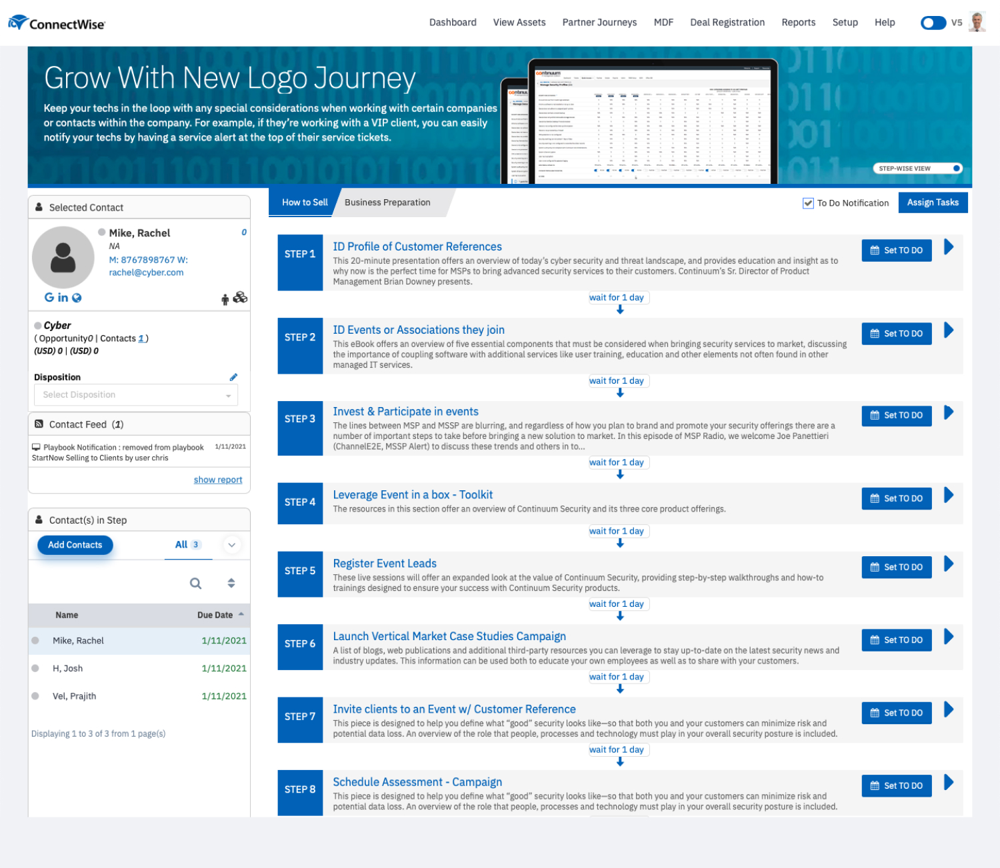 ConnectWise
Dashboard View Assets Partner Journeys MDF Deal Registration Reports Setup Help V5
Grow With New Logo Journey
Keep your techs in the loop with any special considerations when working with certain companies
or contacts within the company. For example, if they're working with a VIP client, you can easily
notify your techs by having a service alert at the top of their service tickets.
continuum
Manage Security Profiles (22)
STEP-WISE VIEW
Selected Contact
Mike, Rachel 0
NA
M: 8767898767 W:
rachel@cyber.com
Cyber
( Opportunity0 | Contacts 1 )
(USD) 0 | (USD) 0
Disposition
Select Disposition
Contact Feed (1)
Playbook Notification : removed from playbook 1/11/2021
StartNow Selling to Clients by user chris
show report
Contact(s) in Step
Add Contacts All 3
Name Due Date
Mike, Rachel 1/11/2021
H, Josh 1/11/2021
Vel, Prajith 1/11/2021
Displaying 1 to 3 of 3 from 1 page(s)
How to Sell Business Preparation To Do Notification Assign Tasks
STEP 1
ID Profile of Customer References
Set TO DO
This 20-minute presentation offers an overview of today's cyber security and threat landscape, and provides education and insight as to
why now is the perfect time for MSPs to bring advanced security services to their customers. Continuum's Sr. Director of Product
Management Brian Downey presents.
wait for 1 day
STEP 2
ID Events or Associations they join
Set TO DO
This eBook offers an overview of five essential components that must be considered when bringing security services to market, discussing
the importance of coupling software with additional services like user training, education and other elements not often found in other
managed IT services.
wait for 1 day
STEP 3
Invest & Participate in events
Set TO DO
The lines between MSP and MSSP are blurring, and regardless of how you plan to brand and promote your security offerings there are a
number of important steps to take before bringing a new solution to market. In this episode of MSP Radio, we welcome Joe Panettieri
(ChannelE2E, MSSP Alert) to discuss these trends and others in to...
wait for 1 day
STEP 4
Leverage Event in a box - Toolkit
Set TO DO
The resources in this section offer an overview of Continuum Security and its three core product offerings.
wait for 1 day
STEP 5
Register Event Leads
Set TO DO
These live sessions will offer an expanded look at the value of Continuum Security, providing step-by-step walkthroughs and how-to
trainings designed to ensure your success with Continuum Security products.
wait for 1 day
STEP 6
Launch Vertical Market Case Studies Campaign
Set TO DO
A list of blogs, web publications and additional third-party resources you can leverage to stay up-to-date on the latest security news and
industry updates. This information can be used both to educate your own employees as well as to share with your customers.
wait for 1 day
STEP 7
Invite clients to an Event w/ Customer Reference
Set TO DO
This piece is designed to help you define what “good” security looks like—so that both you and your customers can minimize risk and
potential data loss. An overview of the role that people, processes and technology must play in your overall security posture is included.
wait for 1 day
STEP 8
Schedule Assessment - Campaign
Set TO DO
This piece is designed to help you define what “good” security looks like—so that both you and your customers can minimize risk and
potential data loss. An overview of the role that people, processes and technology must play in your overall security posture is included.